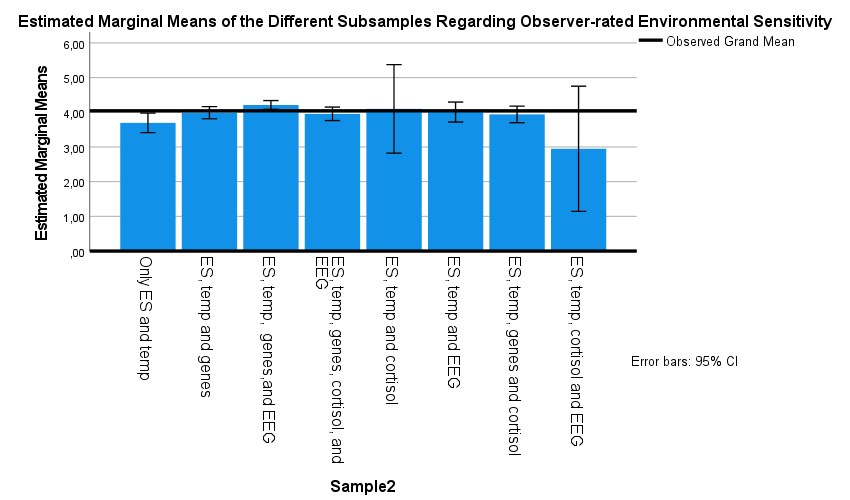 Estimated Marginal Means of the Different Subsamples Regarding Observer-rated Environmental Sensitivity
Observed Grand Mean
Estimated Marginal Means
6,00
5,00
4,00
3,00
2,00
1,00
,00
Only ES and temp
ES, temp and genes
ES, temp, genes,and EEG
ES, temp, genes, cortisol, and
EEG
ES, temp and cortisol
ES, temp and EEG
ES, temp, genes and cortisol
ES, temp, cortisol and EEG
Error bars: 95% CI
Sample2